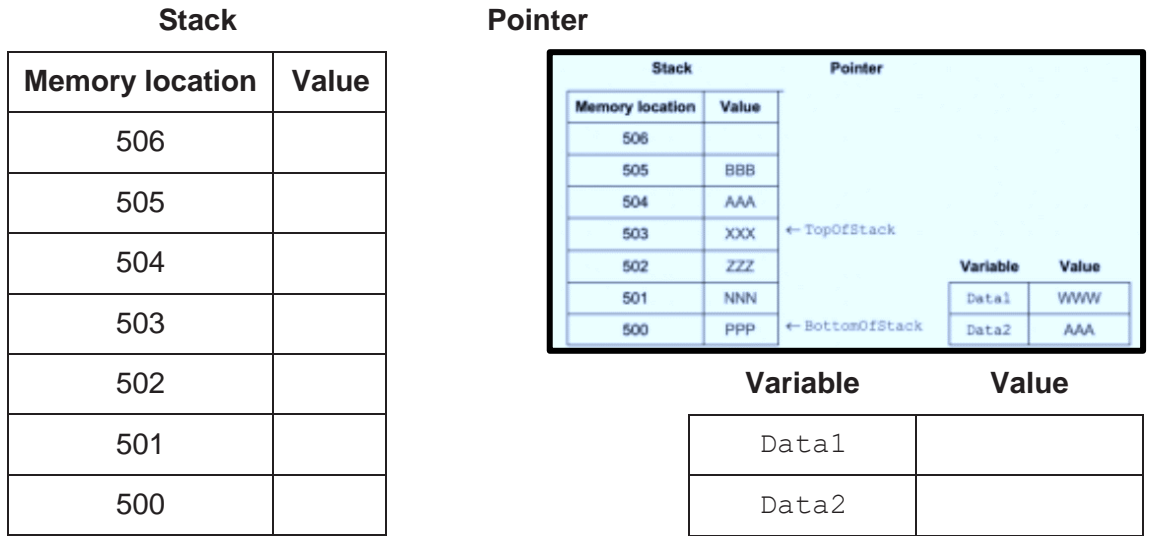 Stack Pointer
Memory location Value
506
505
504
503
502
501
500
Stack Pointer
Memory location Value
506
505 BBB
504 AAA
503 XXX ←TopOfStack
502 ZZZ
501 NNN
500 PPP ←BottomOfStack
Variable Value
Data1 WWW
Data2 AAA
Variable Value
Data1
Data2